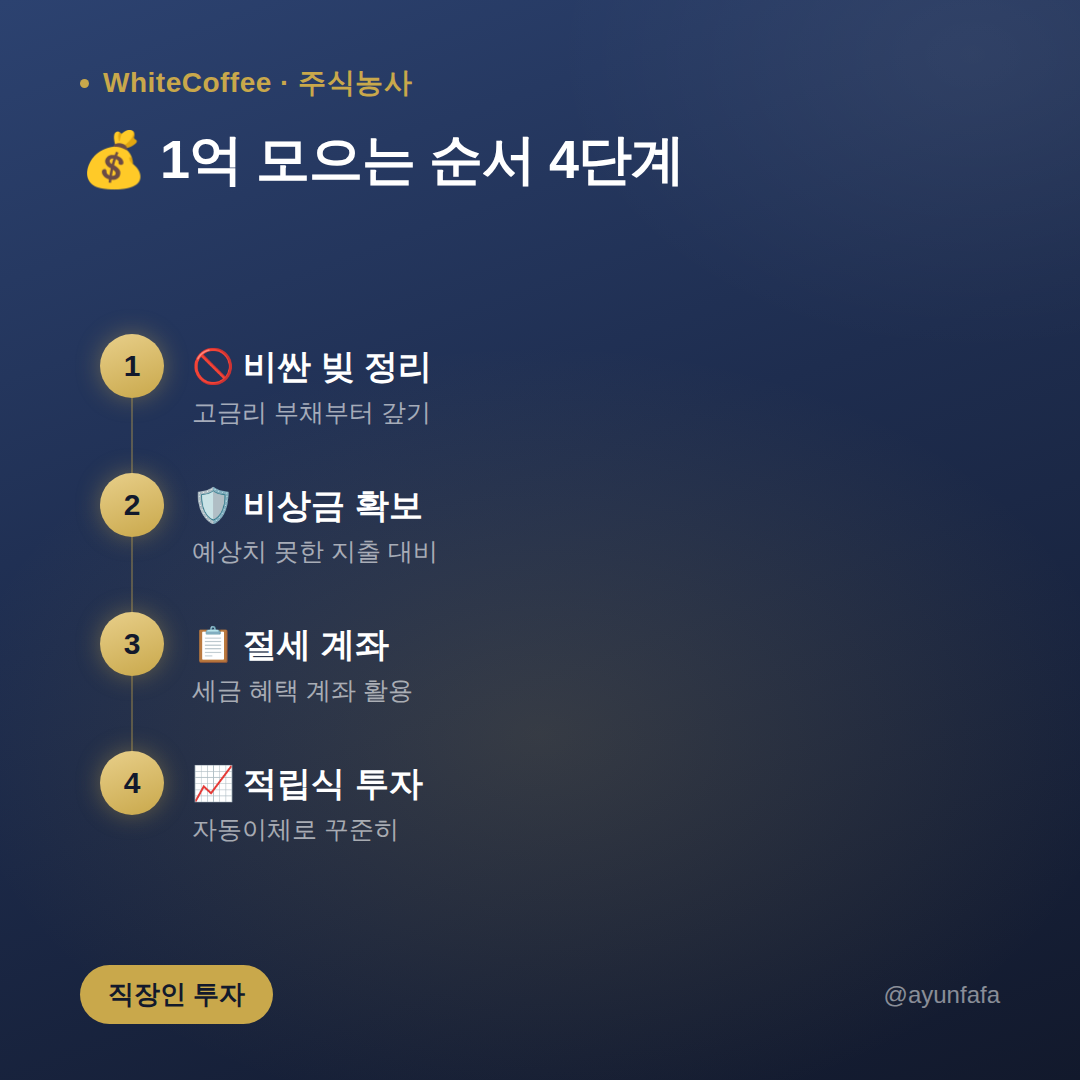 • WhiteCoffee · 주식농사
💰 1억 모으는 순서 4단계
1
🚫 비싼 빚 정리
고금리 부채부터 갚기
2
🛡️ 비상금 확보
예상치 못한 지출 대비
3
📋 절세 계좌
세금 혜택 계좌 활용
4
📈 적립식 투자
자동이체로 꾸준히
직장인 투자
@ayunfafa